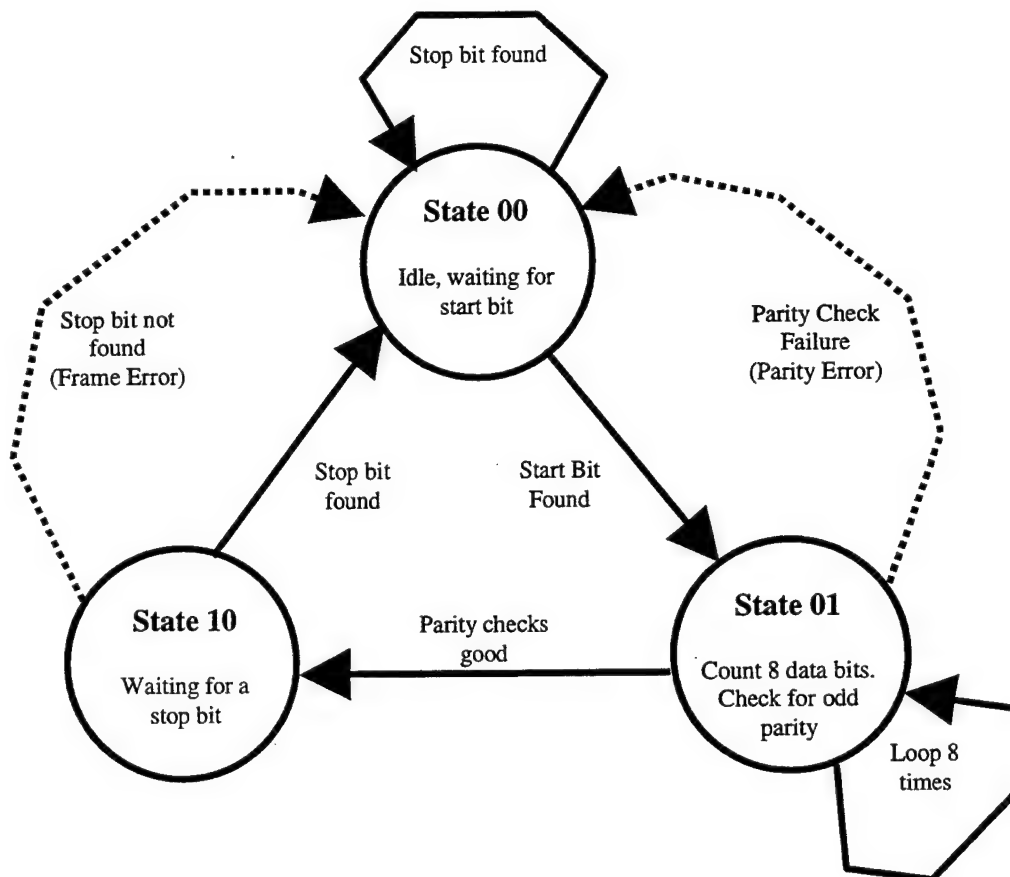 Stop bit found
State 00
Idle, waiting for
start bit
Stop bit not
found
(Frame Error)
Parity Check
Failure
(Parity Error)
Stop bit
found
Start Bit
Found
State 10
Waiting for a
stop bit
Parity checks
good
State 01
Count 8 data bits.
Check for odd
parity
Loop 8
times